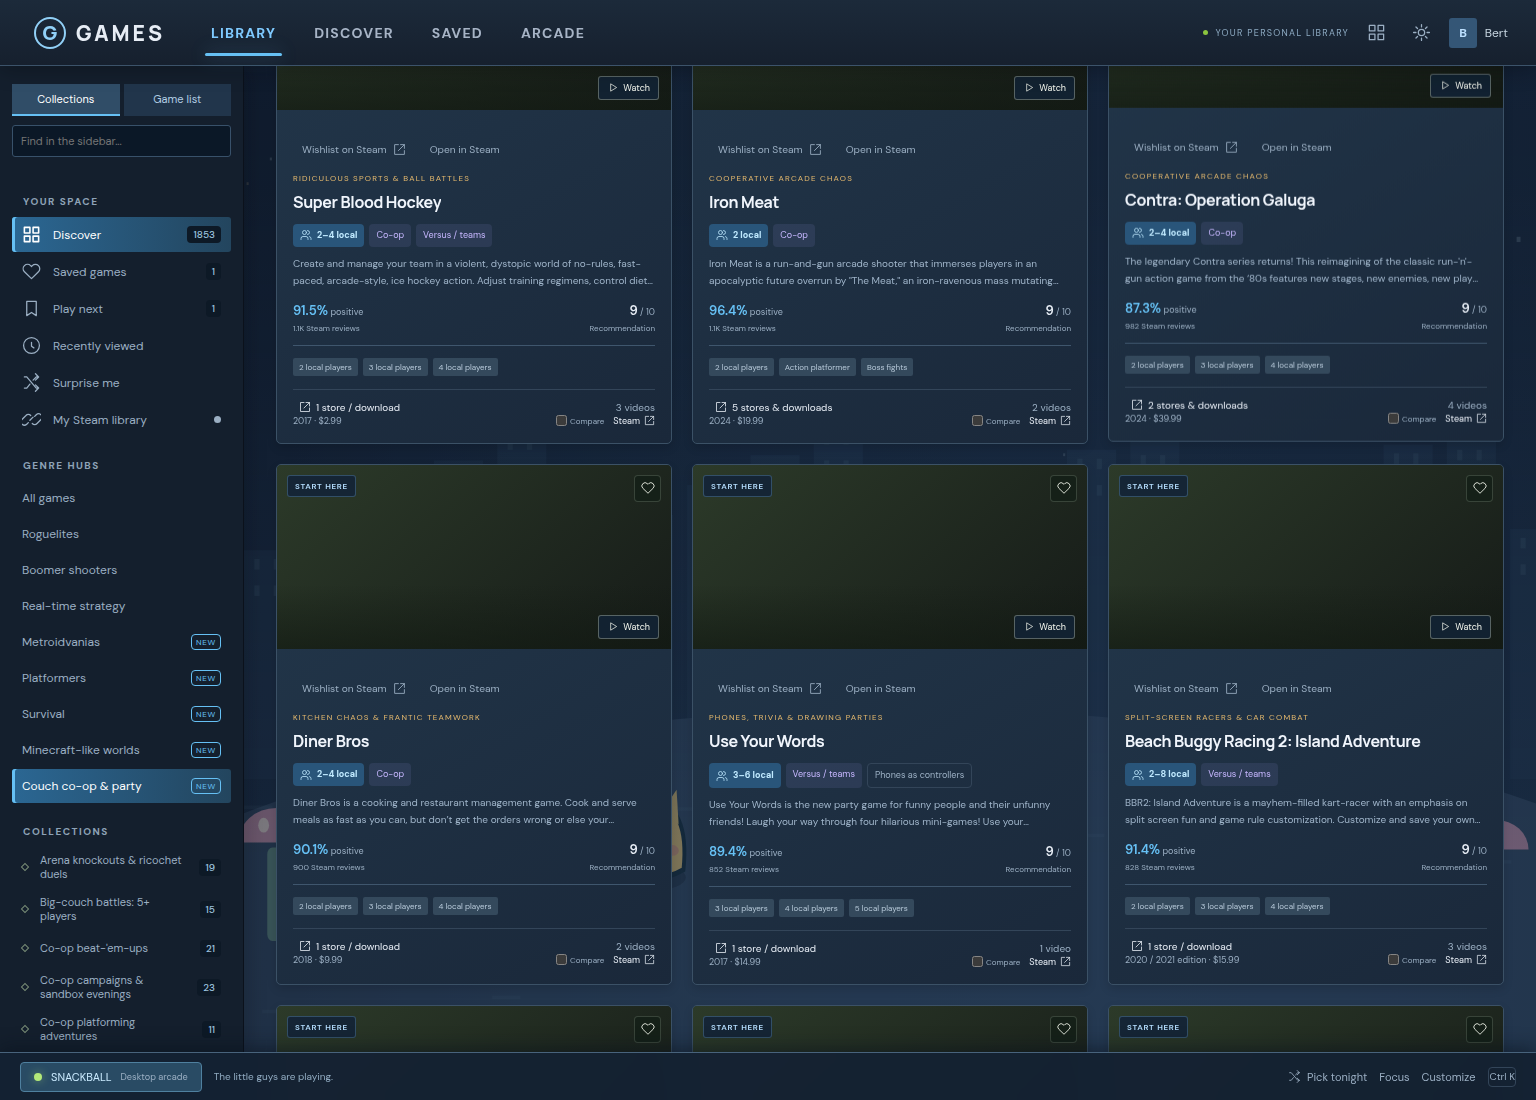 G GAMES
LIBRARY DISCOVER SAVED ARCADE
YOUR PERSONAL LIBRARY
B Bert
Collections Game list
Find in the sidebar...
YOUR SPACE
Discover 1853
Saved games 1
Play next 1
Recently viewed
Surprise me
My Steam library
GENRE HUBS
All games
Roguelites
Boomer shooters
Real-time strategy
Metroidvanias NEW
Platformers NEW
Survival NEW
Minecraft-like worlds NEW
Couch co-op & party NEW
COLLECTIONS
Arena knockouts & ricochet
duels
19
Big-couch battles: 5+
players
15
Co-op beat-'em-ups 21
Co-op campaigns &
sandbox evenings
23
Co-op platforming
adventures
11
Watch
Wishlist on Steam Open in Steam
RIDICULOUS SPORTS & BALL BATTLES
Super Blood Hockey
2–4 local Co-op Versus / teams
Create and manage your team in a violent, dystopic world of no-rules, fast-
paced, arcade-style, ice hockey action. Adjust training regimens, control diet...
91.5% positive 9 / 10
1.1K Steam reviews Recommendation
2 local players 3 local players 4 local players
1 store / download 3 videos
2017 · $2.99 Compare Steam
Watch
Wishlist on Steam Open in Steam
COOPERATIVE ARCADE CHAOS
Iron Meat
2 local Co-op
Iron Meat is a run-and-gun arcade shooter that immerses players in an
apocalyptic future overrun by "The Meat," an iron-ravenous mass mutating...
96.4% positive 9 / 10
1.1K Steam reviews Recommendation
2 local players Action platformer Boss fights
5 stores & downloads 2 videos
2024 · $19.99 Compare Steam
Watch
Wishlist on Steam Open in Steam
COOPERATIVE ARCADE CHAOS
Contra: Operation Galuga
2–4 local Co-op
The legendary Contra series returns! This reimagining of the classic run-'n'-
gun action game from the '80s features new stages, new enemies, new play...
87.3% positive 9 / 10
982 Steam reviews Recommendation
2 local players 3 local players 4 local players
2 stores & downloads 4 videos
2024 · $39.99 Compare Steam
START HERE
Watch
Wishlist on Steam Open in Steam
KITCHEN CHAOS & FRANTIC TEAMWORK
Diner Bros
2–4 local Co-op
Diner Bros is a cooking and restaurant management game. Cook and serve
meals as fast as you can, but don't get the orders wrong or else your...
90.1% positive 9 / 10
900 Steam reviews Recommendation
2 local players 3 local players 4 local players
1 store / download 2 videos
2018 · $9.99 Compare Steam
START HERE
Watch
Wishlist on Steam Open in Steam
PHONES, TRIVIA & DRAWING PARTIES
Use Your Words
3–6 local Versus / teams Phones as controllers
Use Your Words is the new party game for funny people and their unfunny
friends! Laugh your way through four hilarious mini-games! Use your...
89.4% positive 9 / 10
852 Steam reviews Recommendation
3 local players 4 local players 5 local players
1 store / download 1 video
2017 · $14.99 Compare Steam
START HERE
Watch
Wishlist on Steam Open in Steam
SPLIT-SCREEN RACERS & CAR COMBAT
Beach Buggy Racing 2: Island Adventure
2–8 local Versus / teams
BBR2: Island Adventure is a mayhem-filled kart-racer with an emphasis on
split screen fun and game rule customization. Customize and save your own...
91.4% positive 9 / 10
828 Steam reviews Recommendation
2 local players 3 local players 4 local players
1 store / download 3 videos
2020 / 2021 edition · $15.99 Compare Steam
START HERE
START HERE
START HERE
SNACKBALL Desktop arcade
The little guys are playing.
Pick tonight Focus Customize Ctrl K